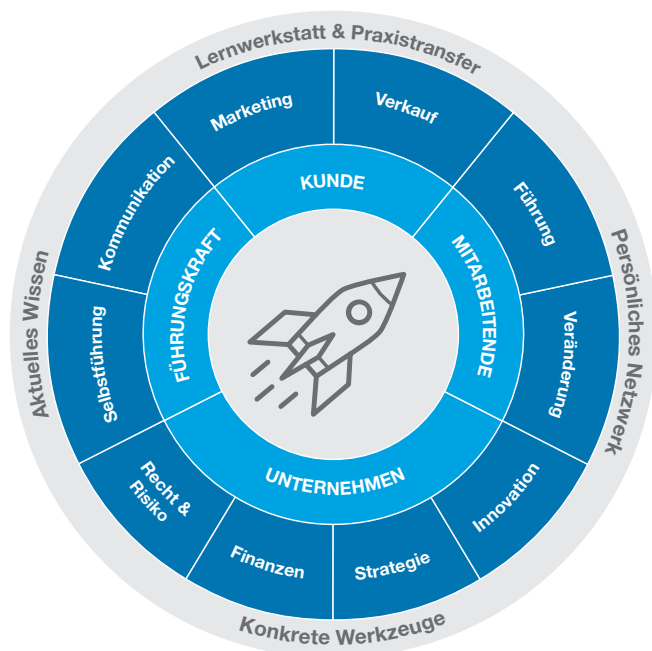 Lernwerkstatt & Praxistransfer
Marketing
Verkauf
Kommunikation
Führung
KUNDE
FÜHRUNGSKRAFT
MITARBEITENDE
Aktuelles Wissen
Persönliches Netzwerk
Selbstführung
Veränderung
UNTERNEHMEN
Recht &
Risiko
Innovation
Finanzen
Strategie
Konkrete Werkzeuge